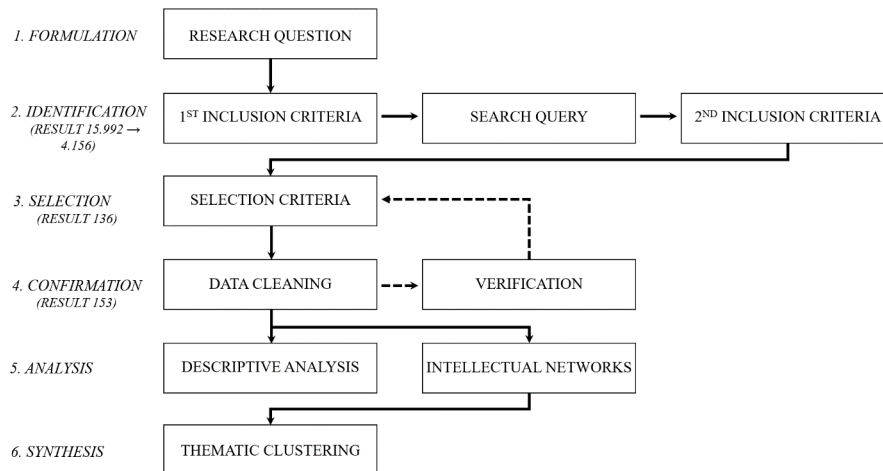 1. FORMULATION
RESEARCH QUESTION
2. IDENTIFICATION
(RESULT 15.992 →
4.156)
1ST INCLUSION CRITERIA
SEARCH QUERY
2ND INCLUSION CRITERIA
3. SELECTION
(RESULT 136)
SELECTION CRITERIA
4. CONFIRMATION
(RESULT 153)
DATA CLEANING
VERIFICATION
5. ANALYSIS
DESCRIPTIVE ANALYSIS
INTELLECTUAL NETWORKS
6. SYNTHESIS
THEMATIC CLUSTERING